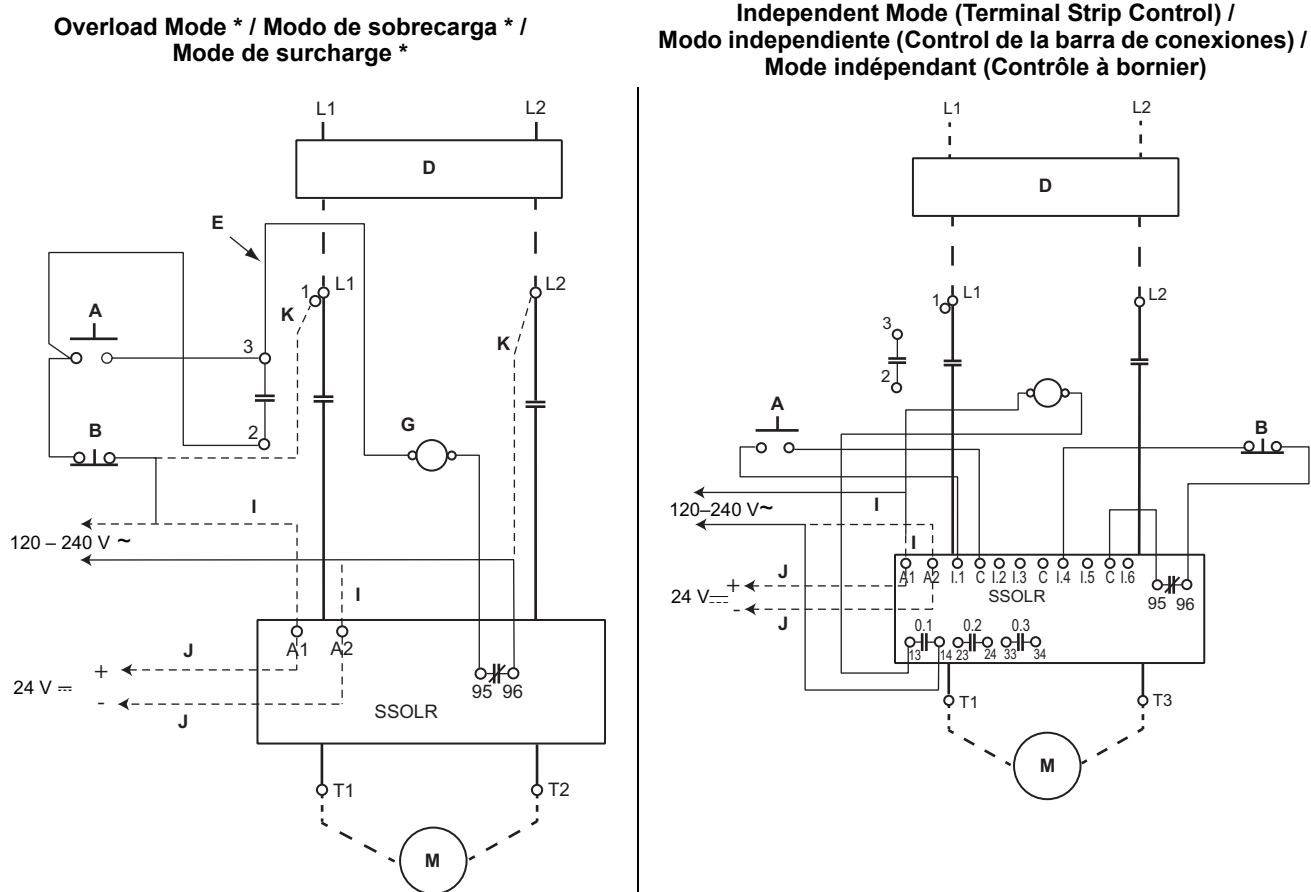 Overload Mode * / Modo de sobrecarga * /
Mode de surcharge *
L1 L2
D
E
1 L1 L2
K
A
K
3
2
B
G
I
120 – 240 V ~
I
A1 A2
J
+
24 V ⎓
-
J
95 96
SSOLR
T1 T2
M
Independent Mode (Terminal Strip Control) /
Modo independiente (Control de la barra de conexiones) /
Mode indépendant (Contrôle à bornier)
L1 L2
D
1 L1 L2
3
2
A
B
I
120–240 V~
I
A1 A2 I.1 C I.2 I.3 C I.4 I.5 C I.6
J
+
24 V ⎓
-
J
SSOLR
95 96
0.1 0.2 0.3
13 14 23 24 33 34
T1 T3
M